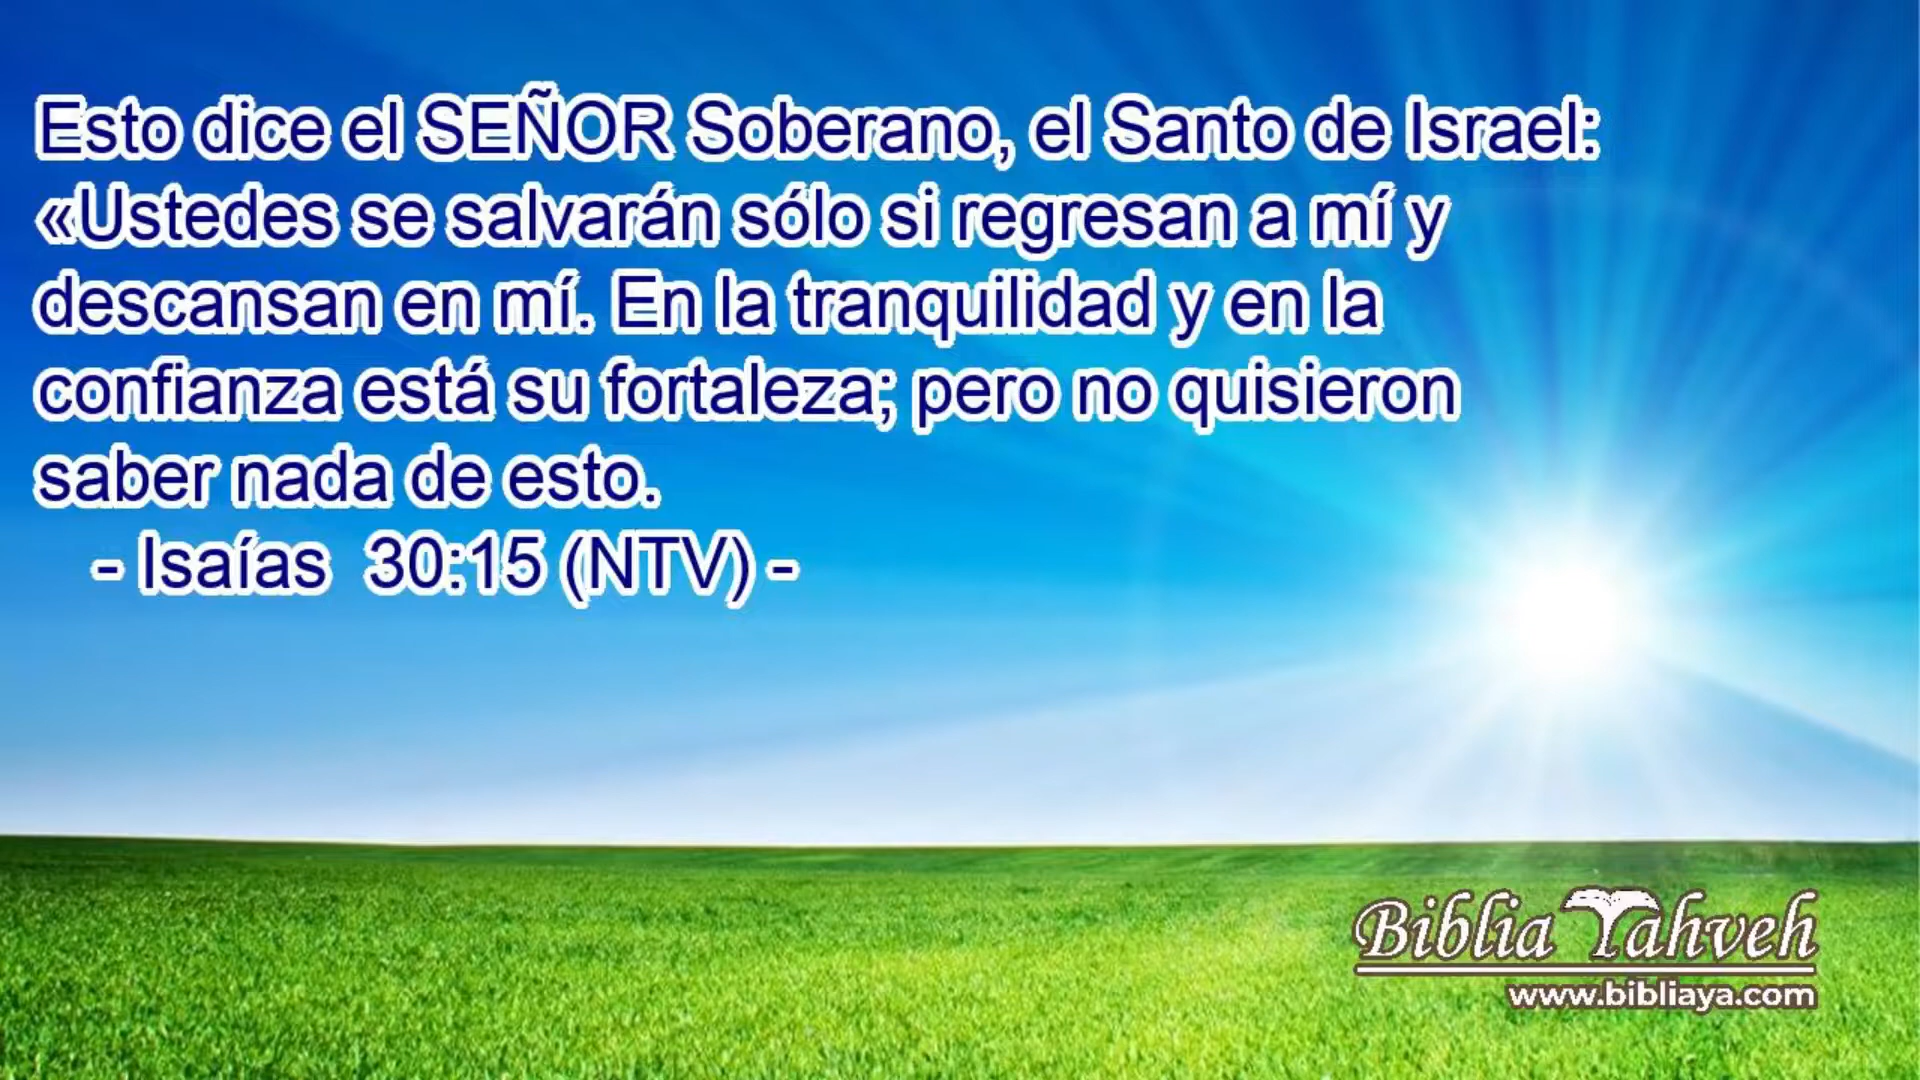 Esto dice el SEÑOR Soberano, el Santo de Israel:
«Ustedes se salvarán sólo si regresan a mí y
descansan en mí. En la tranquilidad y en la
confianza está su fortaleza; pero no quisieron
saber nada de esto.
- Isaías 30:15 (NTV) -
Biblia Yahveh
www.bibliaya.com